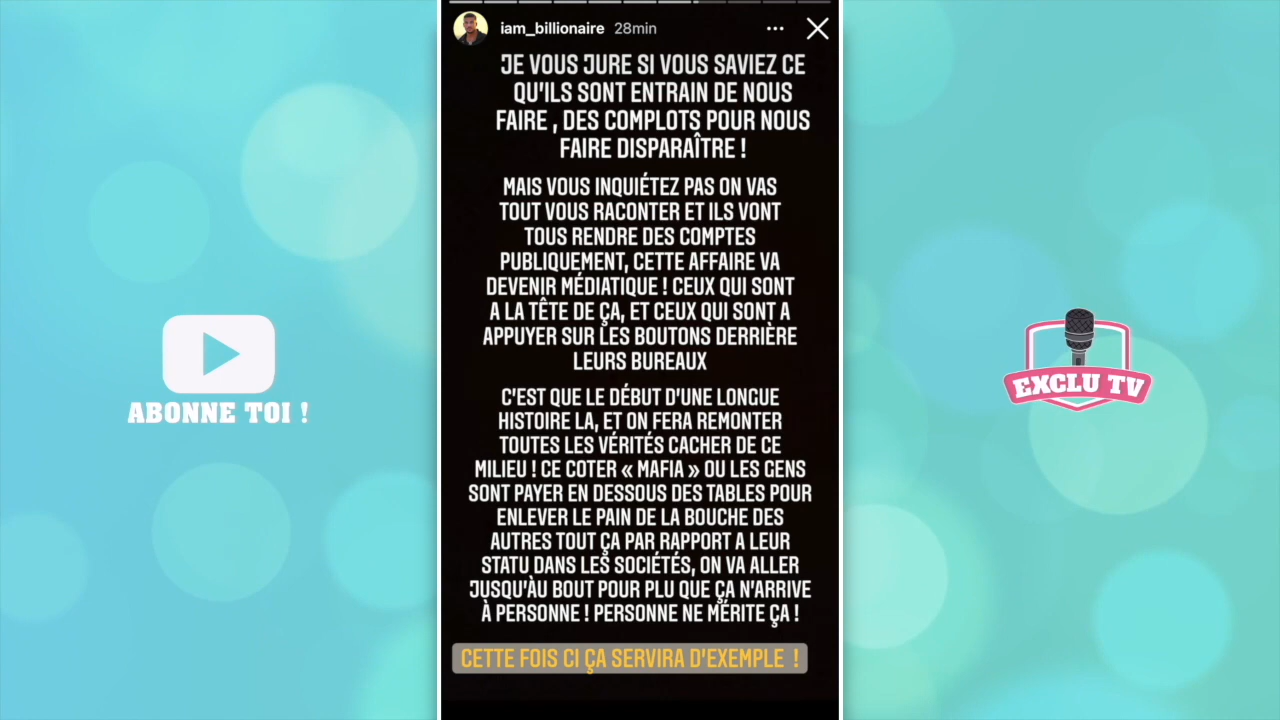 iam_billionaire 28min
JE VOUS JURE SI VOUS SAVIEZ CE
QU'ILS SONT ENTRAIN DE NOUS
FAIRE , DES COMPLOTS POUR NOUS
FAIRE DISPARAÎTRE !
MAIS VOUS INQUIÉTEZ PAS ON VAS
TOUT VOUS RACONTER ET ILS VONT
TOUS RENDRE DES COMPTES
PUBLIQUEMENT, CETTE AFFAIRE VA
DEVENIR MÉDIATIQUE ! CEUX QUI SONT
A LA TÊTE DE ÇA, ET CEUX QUI SONT A
APPUYER SUR LES BOUTONS DERRIÈRE
LEURS BUREAUX
C'EST QUE LE DÉBUT D'UNE LONGUE
HISTOIRE LA, ET ON FERA REMONTER
TOUTES LES VÉRITÉS CACHER DE CE
MILIEU ! CE COTER « MAFIA » OU LES GENS
SONT PAYER EN DESSOUS DES TABLES POUR
ENLEVER LE PAIN DE LA BOUCHE DES
AUTRES TOUT ÇA PAR RAPPORT A LEUR
STATU DANS LES SOCIÉTÉS, ON VA ALLER
JUSQU'ÀU BOUT POUR PLU QUE ÇA N'ARRIVE
À PERSONNE ! PERSONNE NE MÉRITE ÇA !
CETTE FOIS CI ÇA SERVIRA D'EXEMPLE !
ABONNE TOI !
EXCLU TV